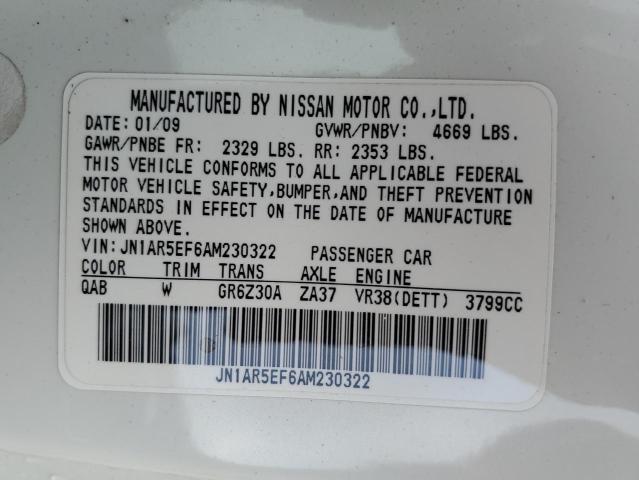 MANUFACTURED BY NISSAN MOTOR CO.,LTD.
DATE: 01/09 GVWR/PNBV: 4669 LBS.
GAWR/PNBE FR: 2329 LBS. RR: 2353 LBS.
THIS VEHICLE CONFORMS TO ALL APPLICABLE FEDERAL
MOTOR VEHICLE SAFETY,BUMPER,AND THEFT PREVENTION
STANDARDS IN EFFECT ON THE DATE OF MANUFACTURE
SHOWN ABOVE.
VIN:JN1AR5EF6AM230322 PASSENGER CAR
COLOR TRIM TRANS AXLE ENGINE
QAB W GR6Z30A ZA37 VR38(DETT) 3799CC
JN1AR5EF6AM230322